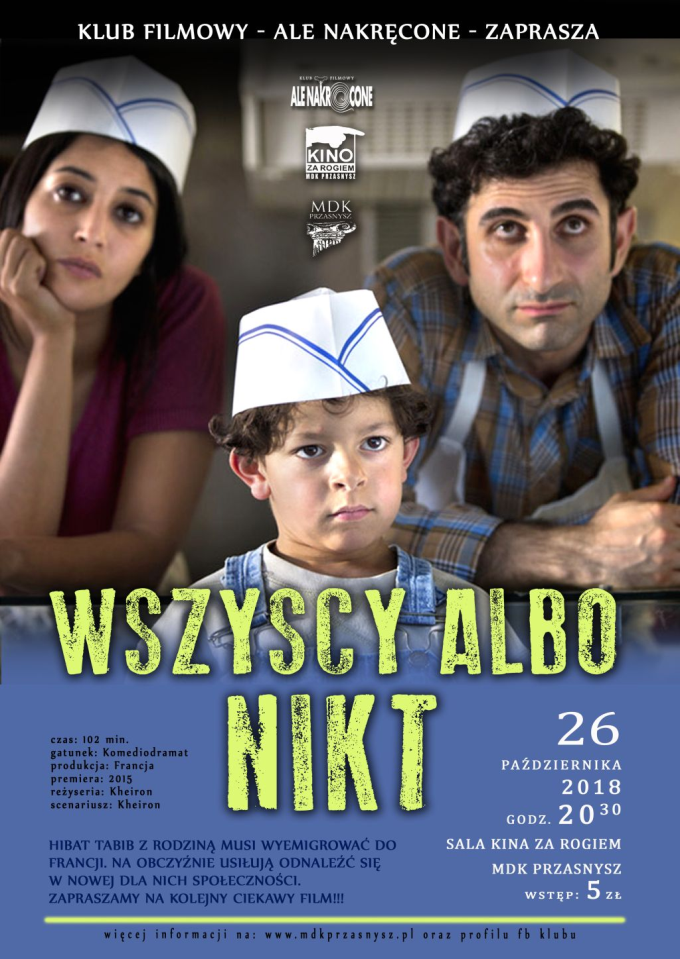 KLUB FILMOWY - ALE NAKRĘCONE - ZAPRASZA
KLUB FILMOWY
ALE NAKRĘCONE
KINO
ZA ROGIEM
MDK PRZASNYSZ
MDK
PRZASNYSZ
WSZYSCY ALBO
NIKT
czas: 102 min.
gatunek: Komediodramat
produkcja: Francja
premiera: 2015
reżyseria: Kheiron
scenariusz: Kheiron
HIBAT TABIB Z RODZINĄ MUSI WYEMIGROWAĆ DO
FRANCJI. NA OBCZYŹNIE USIŁUJĄ ODNALEŹĆ SIĘ
W NOWEJ DLA NICH SPOŁECZNOŚCI.
ZAPRASZAMY NA KOLEJNY CIEKAWY FILM!!!
26
PAŹDZIERNIKA
2018
GODZ. 20³⁰
SALA KINA ZA ROGIEM
MDK PRZASNYSZ
WSTĘP: 5 ZŁ
więcej informacji na: www.mdkprzasnysz.pl oraz profilu fb klubu